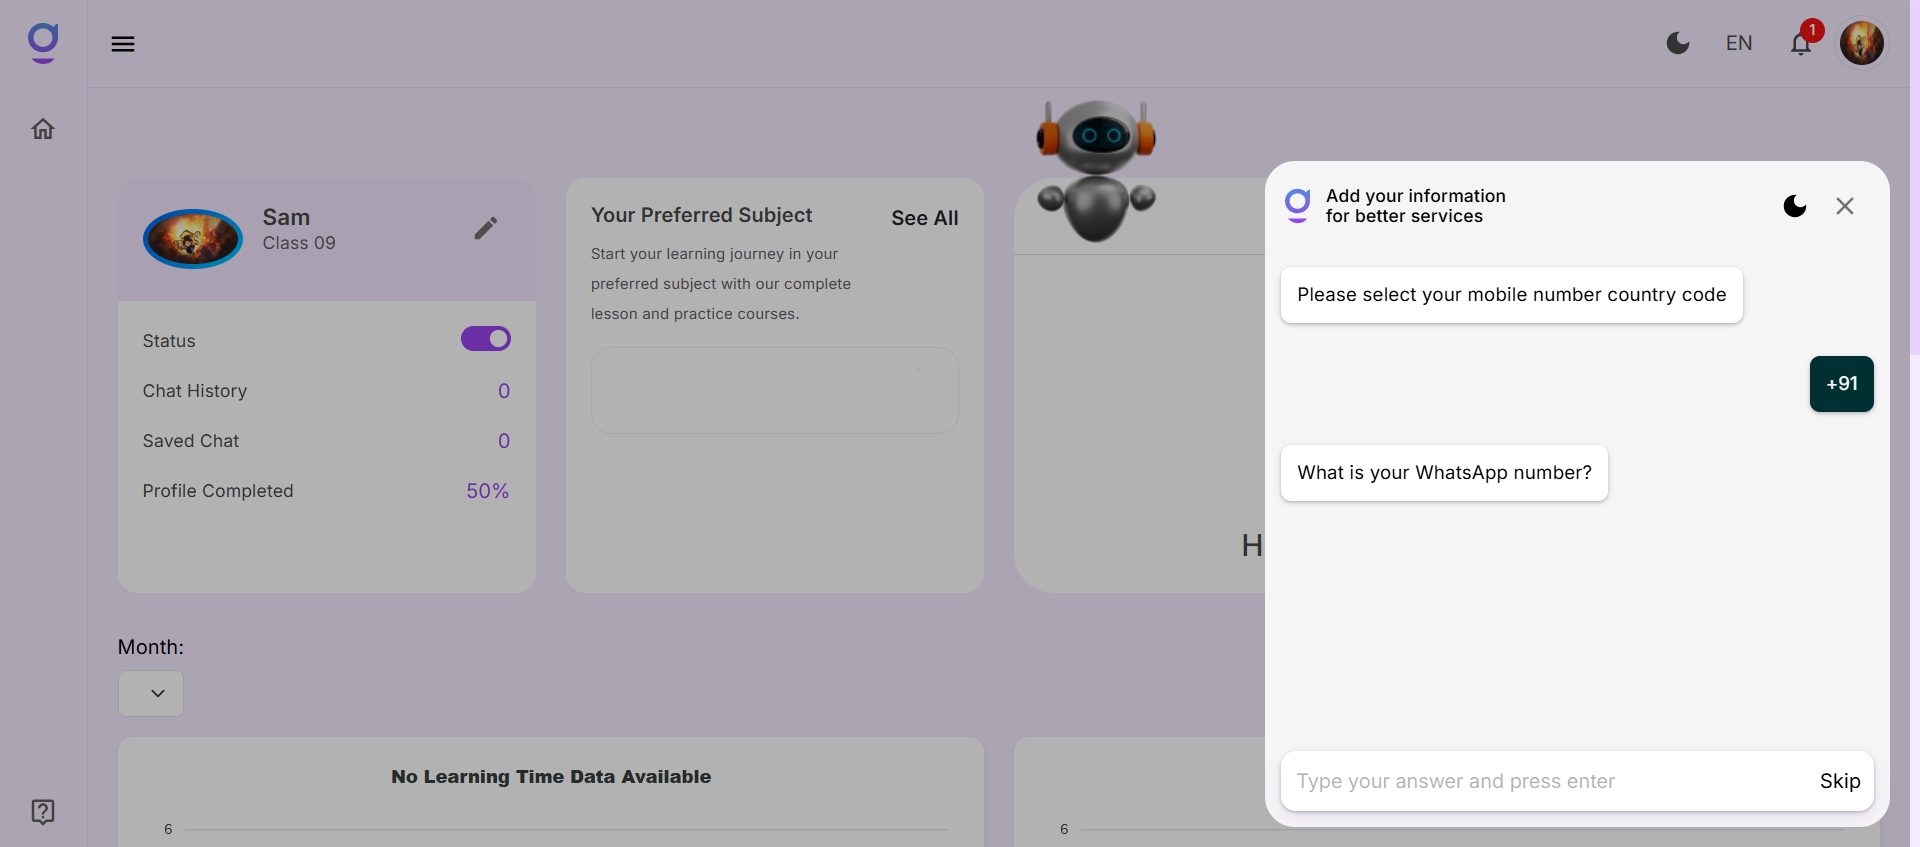 EN
1
Sam
Class 09
Status
Chat History 0
Saved Chat 0
Profile Completed 50%
Your Preferred Subject
See All
Start your learning journey in your
preferred subject with our complete
lesson and practice courses.
H
Month:
No Learning Time Data Available
6
6
Add your information
for better services
Please select your mobile number country code
+91
What is your WhatsApp number?
Type your answer and press enter
Skip